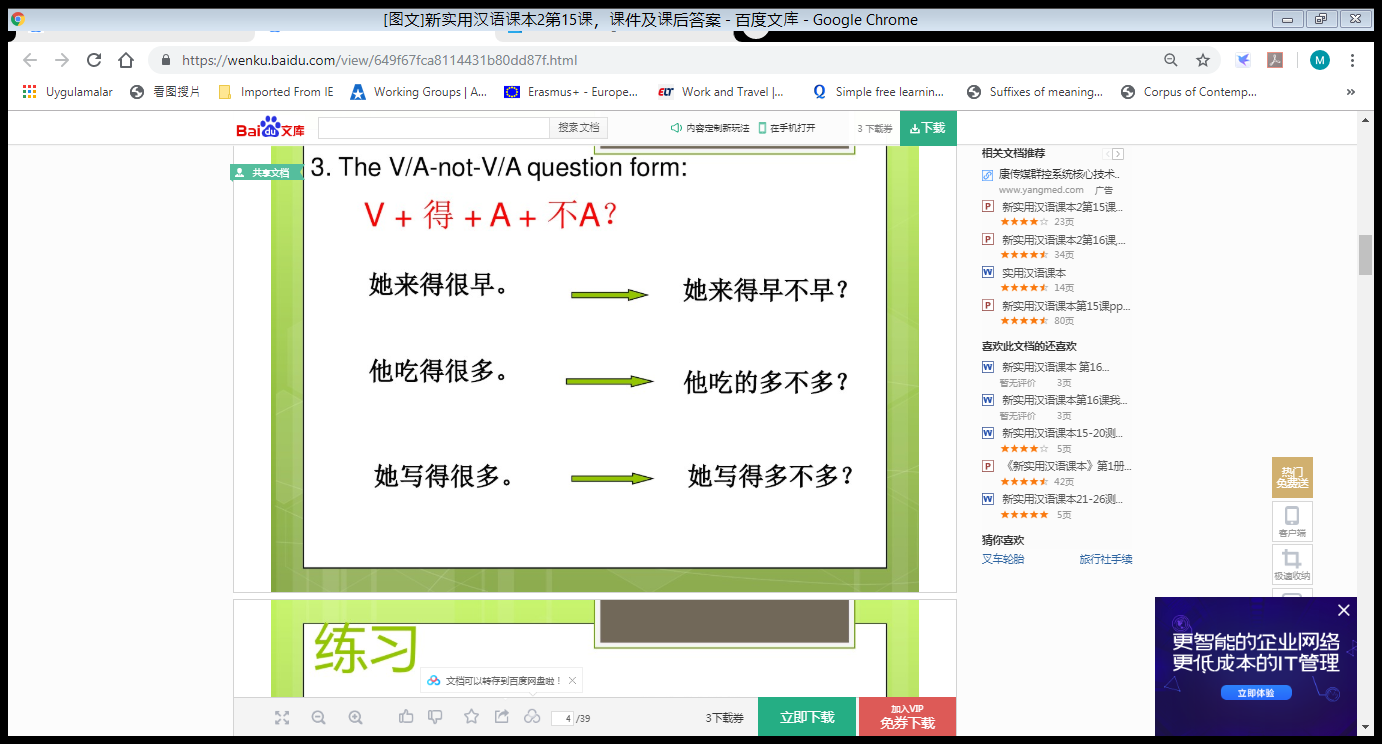 [图文]新实用汉语课本2第15课，课件及课后答案 - 百度文库 - Google Chrome
https://wenku.baidu.com/view/649f67fca8114431b80dd87f.html
M
Uygulamalar 看图搜片 Imported From IE Working Groups | A... Erasmus+ - Europe... Work and Travel |... Simple free learnin... Suffixes of meaning... Corpus of Contemp... »
Baidu文库 搜索文档 内容定制新玩法 在手机打开 3 下载券 下载
共享文档
3. The V/A-not-V/A question form:
V + 得 + A + 不A？
她来得很早。 她来得早不早？
他吃得很多。 他吃的多不多？
她写得很多。 她写得多不多？
练习
文档可以转存到百度网盘啦！
4 /39 3下载券 立即下载 加入VIP
免券下载
相关文档推荐
康传媒群控系统核心技术..
www.yangmed.com 广告
新实用汉语课本2第15课...
23页
新实用汉语课本2第16课,...
34页
实用汉语课本
14页
新实用汉语课本第15课pp...
80页
喜欢此文档的还喜欢
新实用汉语课本 第16...
暂无评价 3页
新实用汉语课本第16课我...
暂无评价 3页
新实用汉语课本15-20测...
5页
《新实用汉语课本》第1册...
42页
新实用汉语课本21-26测...
5页
猜你喜欢
叉车轮胎 旅行社手续
热门
免费送
客户端
极速收纳
更智能的企业网络
更低成本的IT管理
立即体验